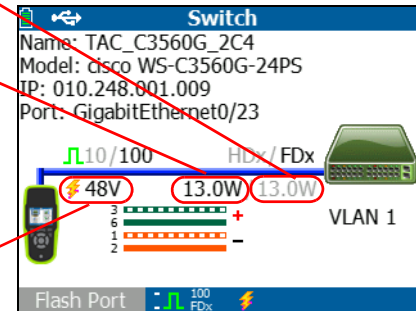 Switch
Name: TAC_C3560G_2C4
Model: cisco WS-C3560G-24PS
IP: 010.248.001.009
Port: GigabitEthernet0/23
10/100 HDx/FDx
48V 13.0W 13.0W
3
6 +
1
2 –
VLAN 1
Flash Port 100 FDx